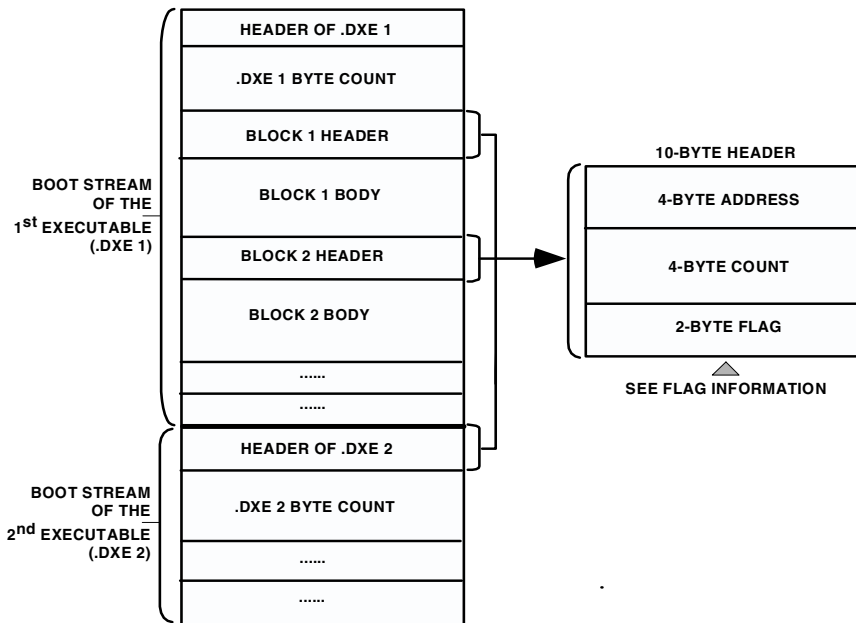 HEADER OF .DXE 1
.DXE 1 BYTE COUNT
BLOCK 1 HEADER
BLOCK 1 BODY
BLOCK 2 HEADER
BLOCK 2 BODY
......
......
HEADER OF .DXE 2
.DXE 2 BYTE COUNT
......
......
BOOT STREAM
OF THE
1st EXECUTABLE
(.DXE 1)
BOOT STREAM
OF THE
2nd EXECUTABLE
(.DXE 2)
10-BYTE HEADER
4-BYTE ADDRESS
4-BYTE COUNT
2-BYTE FLAG
SEE FLAG INFORMATION